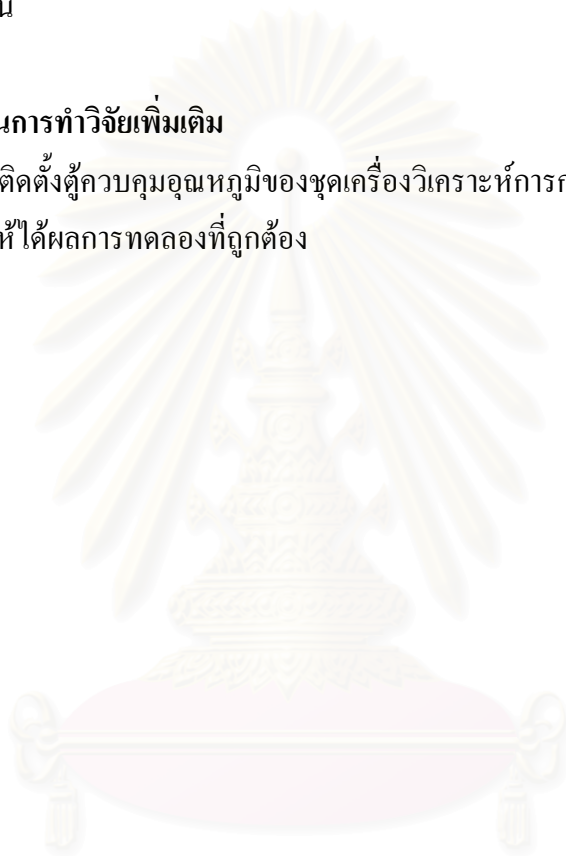 น
นการทำวิจัยเพิ่มเติม
ติดตั้งตู้ควบคุมอุณหภูมิของชุดเครื่องวิเคราะห์การก
ห้ได้ผลการทดลองที่ถูกต้อง